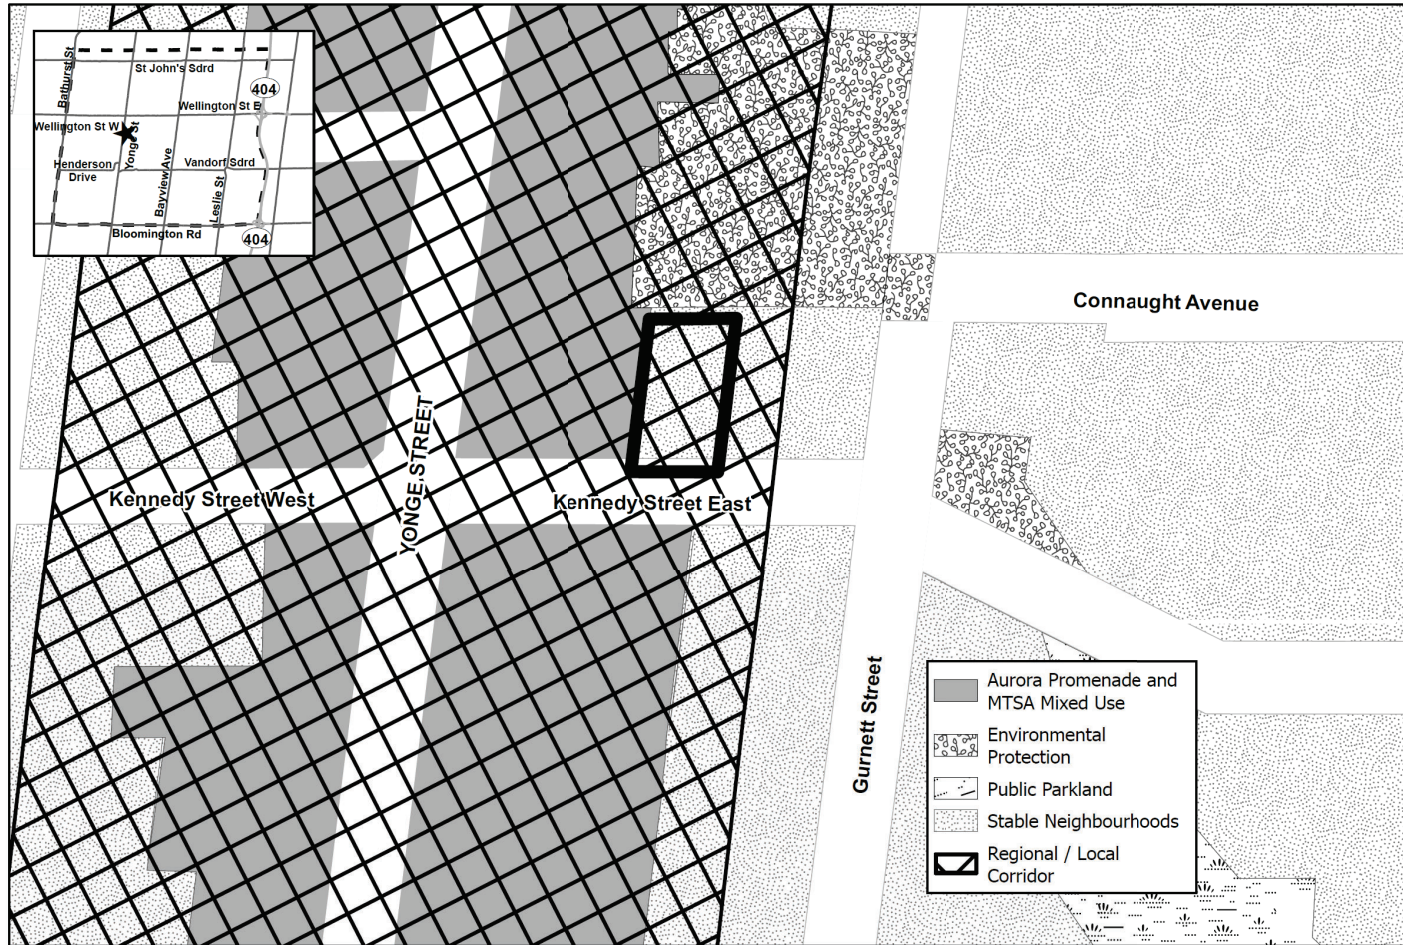 Bathurst St
St John's Sdrd
404
Wellington St E
Wellington St W
Yonge St
Henderson
Drive
Bayview Ave
Vandorf Sdrd
Leslie St
Bloomington Rd
404
Connaught Avenue
YONGE STREET
Kennedy Street West
Kennedy Street East
Gurnett Street
Aurora Promenade and
MTSA Mixed Use
Environmental
Protection
Public Parkland
Stable Neighbourhoods
Regional / Local
Corridor